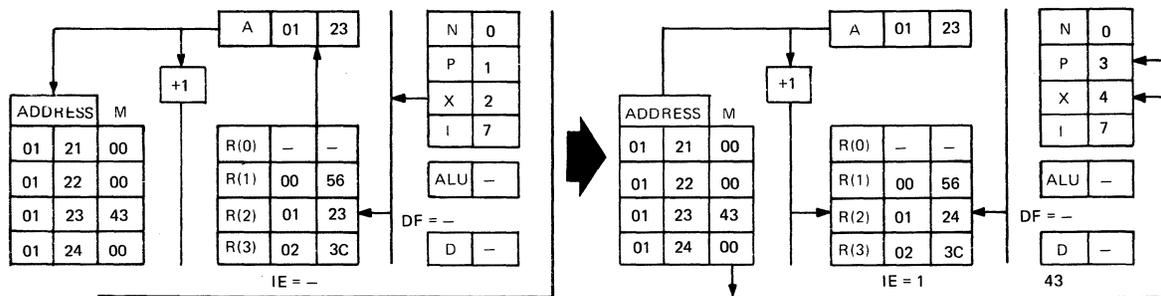 A 01 23
+1
ADDRESS M
01 21 00
01 22 00
01 23 43
01 24 00
R(0) – –
R(1) 00 56
R(2) 01 23
R(3) 02 3C
IE = –
N 0
P 1
X 2
I 7
ALU –
DF = –
D –
A 01 23
+1
ADDRESS M
01 21 00
01 22 00
01 23 43
01 24 00
R(0) – –
R(1) 00 56
R(2) 01 24
R(3) 02 3C
IE = 1
N 0
P 3
X 4
I 7
ALU –
DF = –
D –
43